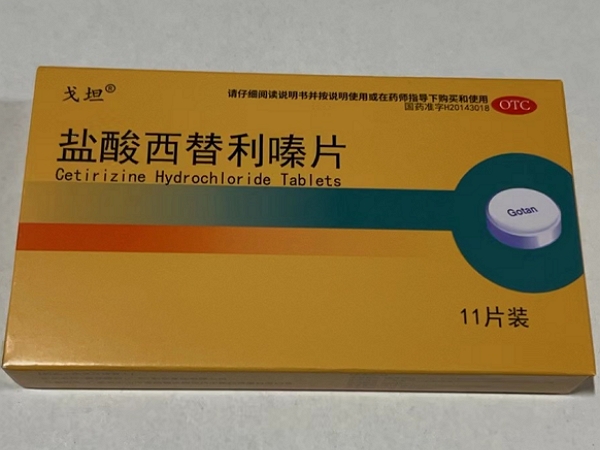 戈坦®
请仔细阅读说明书并按说明使用或在药师指导下购买和使用
国药准字H20143018
OTC
盐酸西替利嗪片
Cetirizine Hydrochloride Tablets
Gotan
11片装